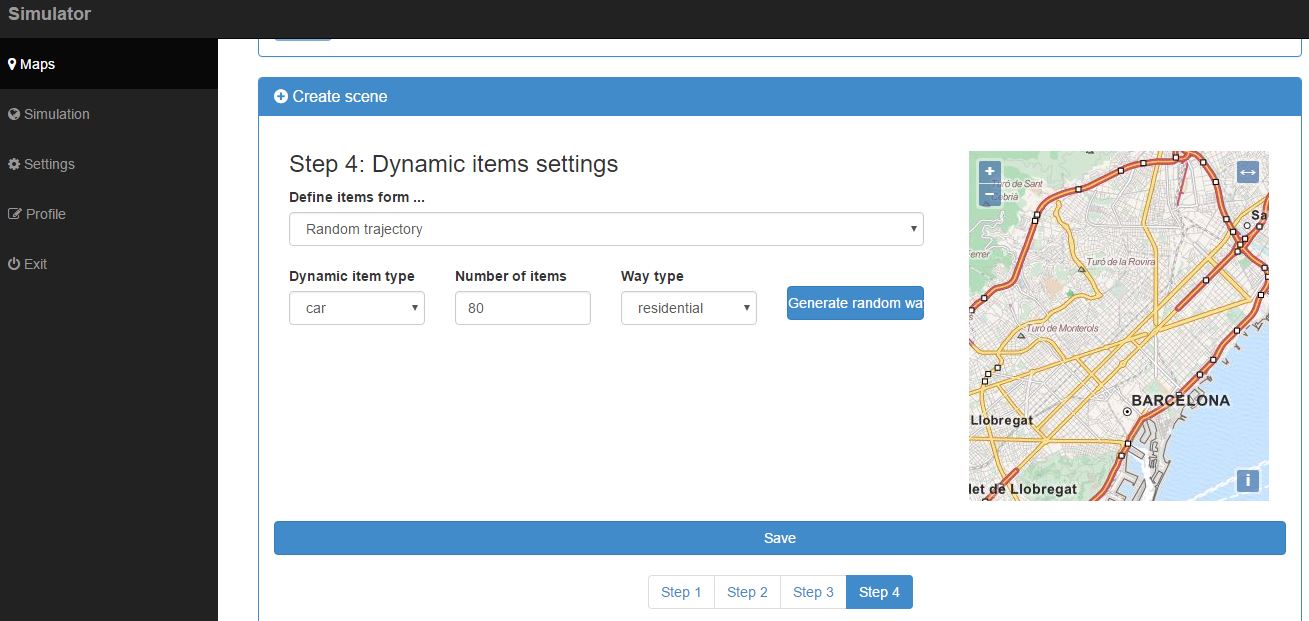 Simulator
Maps
Simulation
Settings
Profile
Exit
Create scene
Step 4: Dynamic items settings
Define items form ...
Random trajectory
Dynamic item type
Number of items
Way type
car
80
residential
Generate random wa
+
−
Turó de Sant
Cebrià
Sa
ferrer
Turó de la Rovira
Turó de Monterols
BARCELONA
Llobregat
let de Llobregat
i
Save
Step 1
Step 2
Step 3
Step 4